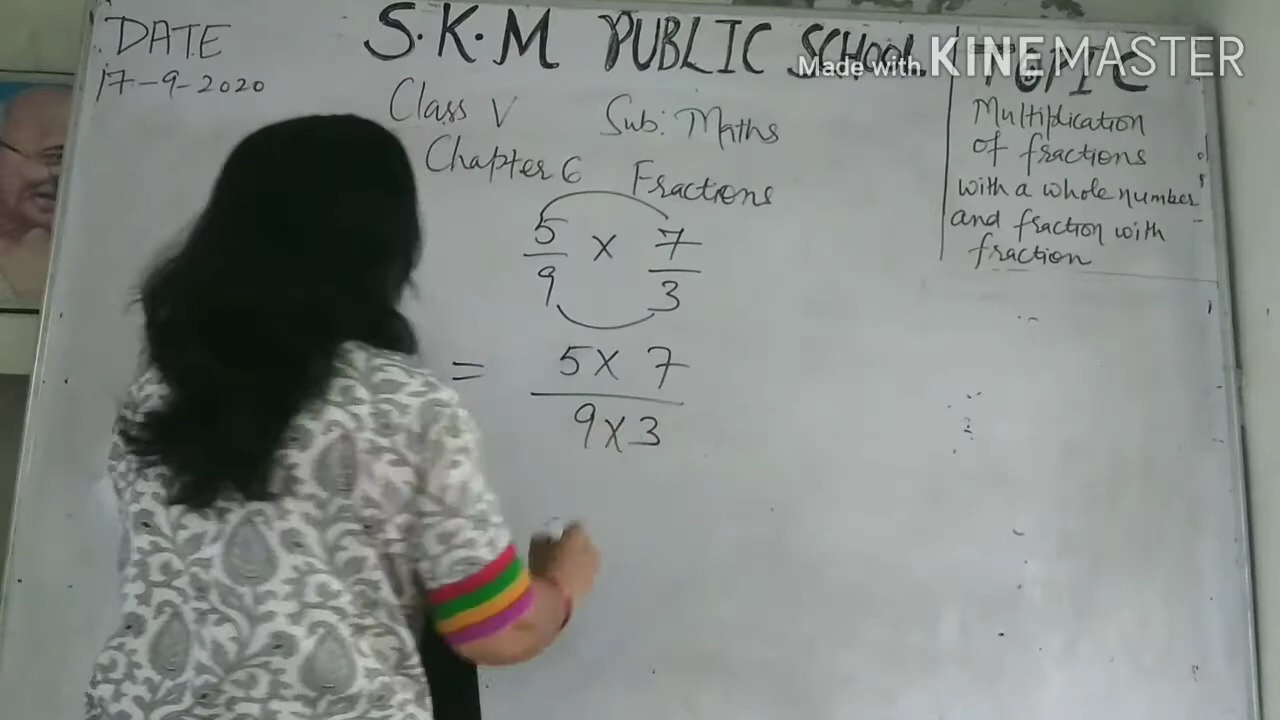 DATE
17-9-2020
S.K.M PUBLIC SCHOOL
Made with KINEMASTER
TOPIC
Class V Sub: Maths
Chapter 6 Fractions
Multiplication
of fractions
with a whole number
and fraction with
fraction
5 × 7
9 3
= 5 × 7
9 × 3